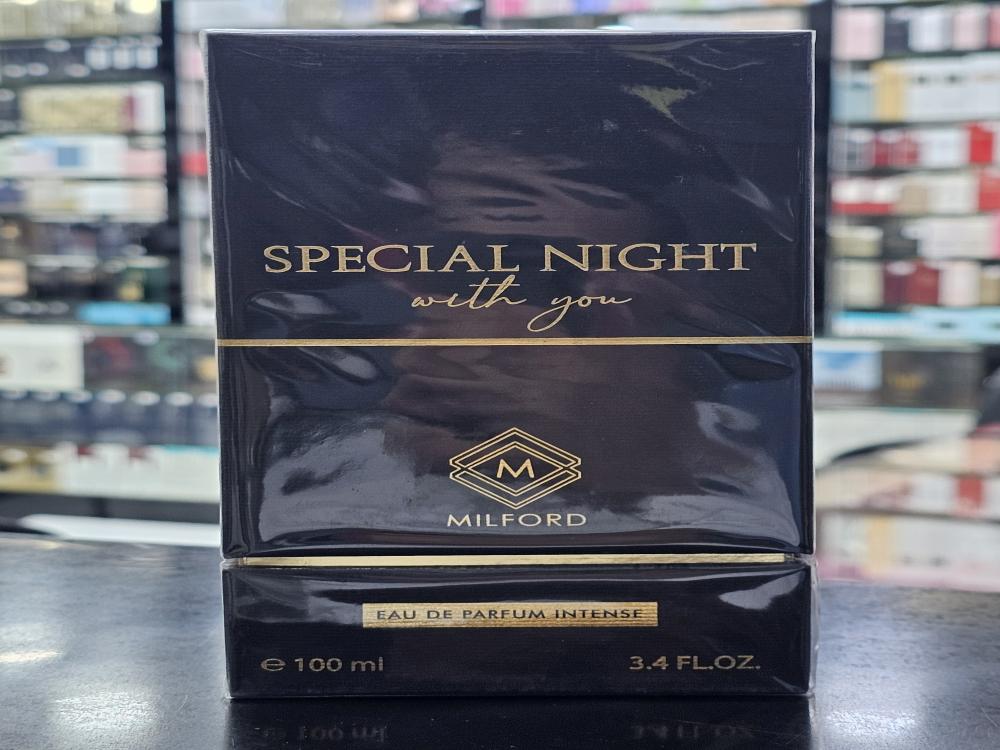 SPECIAL NIGHT
with you
M
MILFORD
EAU DE PARFUM INTENSE
℮ 100 ml
3.4 FL.OZ.